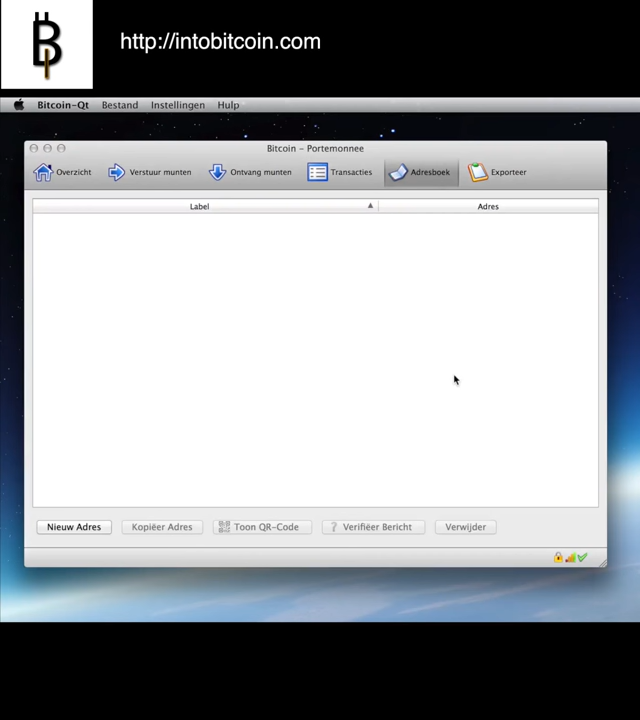 http://intobitcoin.com
Bitcoin-Qt Bestand Instellingen Hulp
Bitcoin – Portemonnee
Overzicht Verstuur munten Ontvang munten Transacties Adresboek Exporteer
Label Adres
Nieuw Adres Kopiëer Adres Toon QR-Code Verifiëer Bericht Verwijder